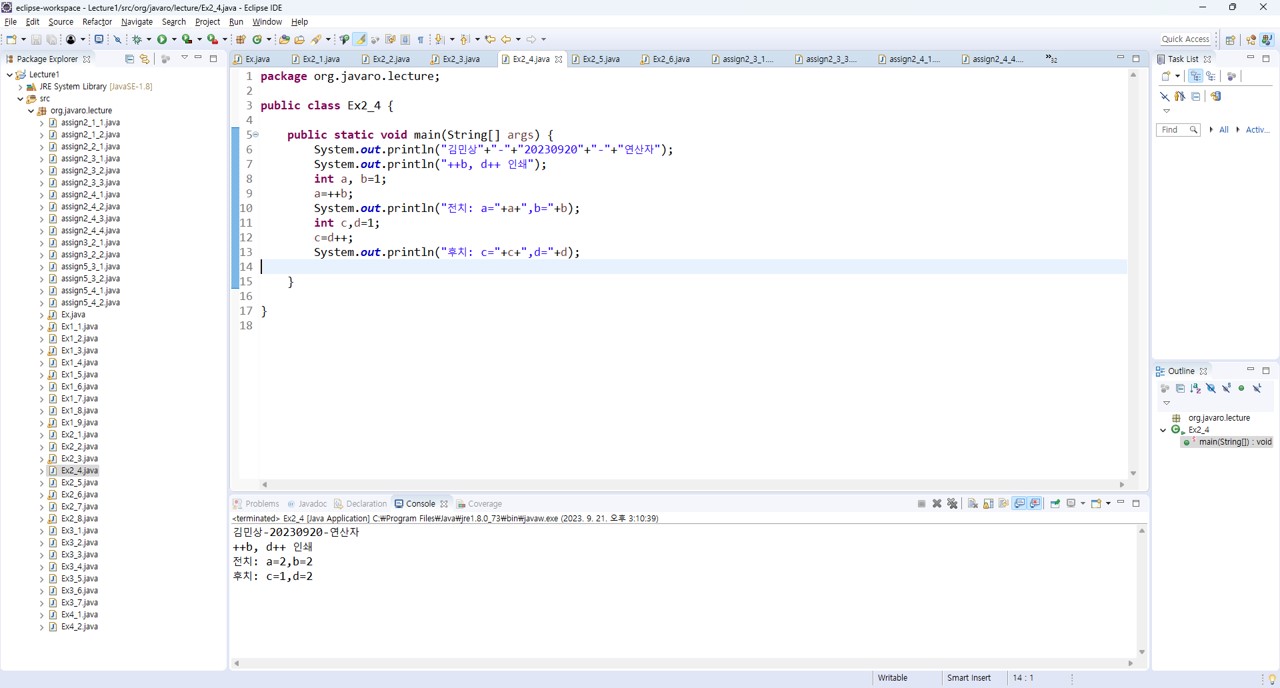 eclipse-workspace - Lecture1/src/org/javaro/lecture/Ex2_4.java - Eclipse IDE
File Edit Source Refactor Navigate Search Project Run Window Help
Quick Access
Package Explorer
Lecture1
JRE System Library [JavaSE-1.8]
src
org.javaro.lecture
assign2_1_1.java
assign2_1_2.java
assign2_2_1.java
assign2_3_1.java
assign2_3_2.java
assign2_3_3.java
assign2_4_1.java
assign2_4_2.java
assign2_4_3.java
assign2_4_4.java
assign3_2_1.java
assign3_2_2.java
assign5_3_1.java
assign5_3_2.java
assign5_4_1.java
assign5_4_2.java
Ex.java
Ex1_1.java
Ex1_2.java
Ex1_3.java
Ex1_4.java
Ex1_5.java
Ex1_6.java
Ex1_7.java
Ex1_8.java
Ex1_9.java
Ex2_1.java
Ex2_2.java
Ex2_3.java
Ex2_4.java
Ex2_5.java
Ex2_6.java
Ex2_7.java
Ex2_8.java
Ex3_1.java
Ex3_2.java
Ex3_3.java
Ex3_4.java
Ex3_5.java
Ex3_6.java
Ex3_7.java
Ex4_1.java
Ex4_2.java
Ex.java Ex2_1.java Ex2_2.java Ex2_3.java Ex2_4.java Ex2_5.java Ex2_6.java assign2_3_1.... assign2_3_3.... assign2_4_1.... assign2_4_4.... »32
1 package org.javaro.lecture;
2
3 public class Ex2_4 {
4
5 public static void main(String[] args) {
6 System.out.println("김민상"+"-"+"20230920"+"-"+"연산자");
7 System.out.println("++b, d++ 인쇄");
8 int a, b=1;
9 a=++b;
10 System.out.println("전치: a="+a+",b="+b);
11 int c,d=1;
12 c=d++;
13 System.out.println("후치: c="+c+",d="+d);
14
15 }
16
17 }
18
Problems Javadoc Declaration Console Coverage
<terminated> Ex2_4 [Java Application] C:₩Program Files₩Java₩jre1.8.0_73₩bin₩javaw.exe (2023. 9. 21. 오후 3:10:39)
김민상-20230920-연산자
++b, d++ 인쇄
전치: a=2,b=2
후치: c=1,d=2
Task List
Find All Activ...
Outline
org.javaro.lecture
Ex2_4
main(String[]) : void
Writable Smart Insert 14 : 1